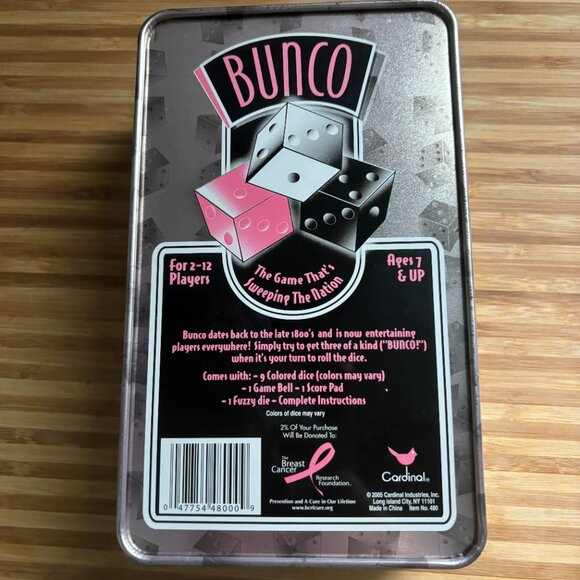 BUNCO
The Game That's
Sweeping The Nation
For 2-12
Players
Ages 7
& UP
Bunco dates back to the late 1800's and is now entertaining
players everywhere! Simply try to get three of a kind ("BUNCO!")
when it's your turn to roll the dice.
Comes with: - 9 Colored dice (colors may vary)
- 1 Game Bell - 1 Score Pad
- 1 Fuzzy die - Complete Instructions
Colors of dice may vary
2% Of Your Purchase
Will Be Donated To:
The
Breast
Cancer
Research
Foundation
Prevention and A Cure in Our Lifetime
www.bcrfcure.org
0 47754 48000 9
Cardinal®
© 2005 Cardinal Industries, Inc.
Long Island City, NY 11101
Made in China Item No. 480